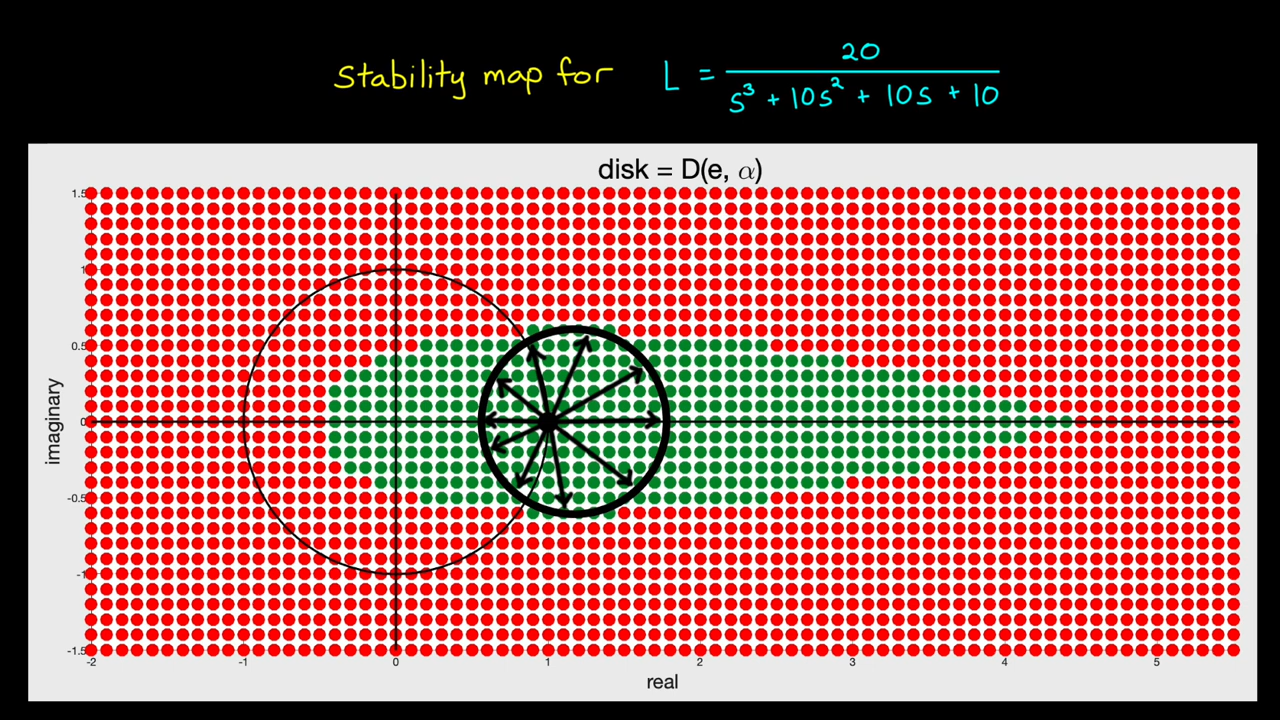 Stability map for L = 20 / (s³ + 10s² + 10s + 10)
disk = D(e, α)
1.5
1
0.5
0
-0.5
-1
-1.5
imaginary
-2 -1 0 1 2 3 4 5
real